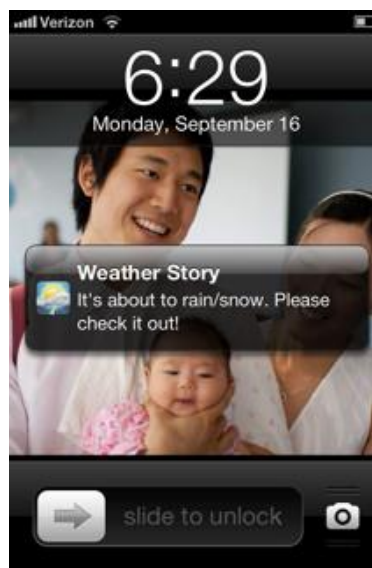 Verizon
6:29
Monday, September 16
Weather Story
It's about to rain/snow. Please
check it out!
slide to unlock